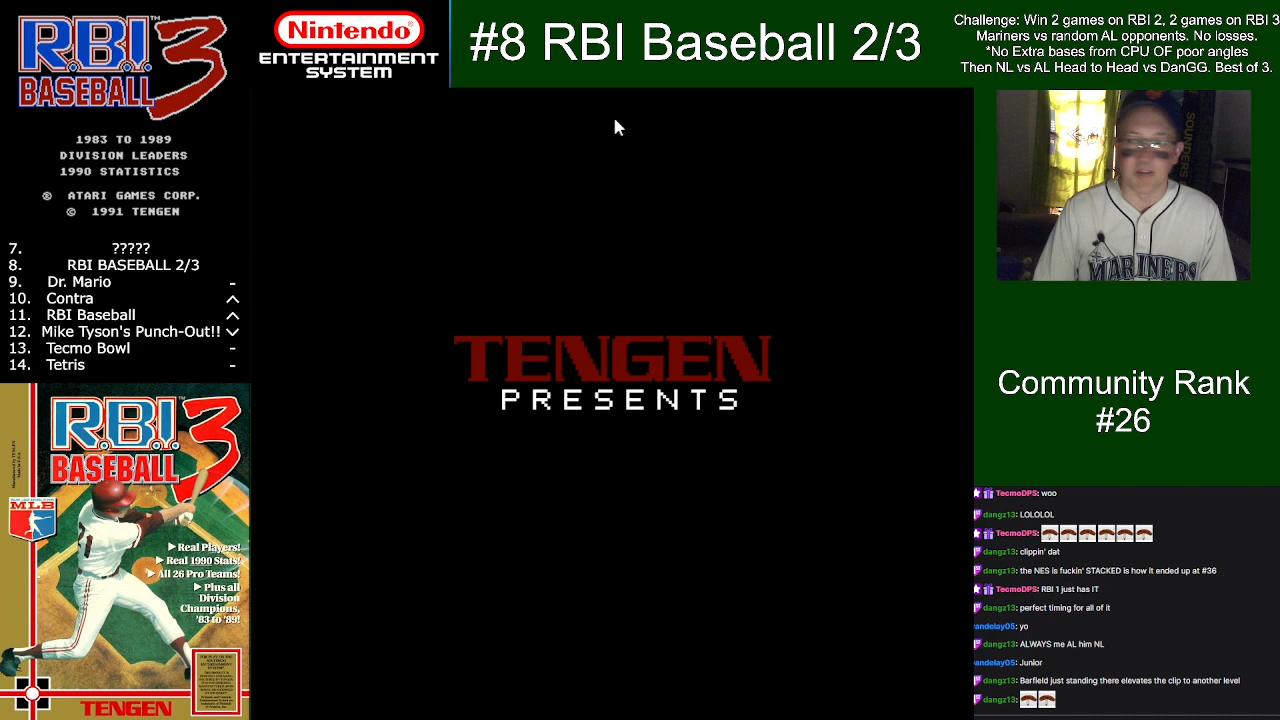 R.B.I. 3
BASEBALL
™
1983 TO 1989
DIVISION LEADERS
1990 STATISTICS
® ATARI GAMES CORP.
© 1991 TENGEN
7. ?????
8. RBI BASEBALL 2/3
9. Dr. Mario -
10. Contra ^
11. RBI Baseball ^
12. Mike Tyson's Punch-Out!! v
13. Tecmo Bowl -
14. Tetris -
R.B.I. 3
BASEBALL
™
MLB
Real Players!
Real 1990 Stats!
All 26 Pro Teams!
Plus all
Division
Champions,
'83 to '89!
21
TENGEN
Nintendo®
ENTERTAINMENT
SYSTEM
#8 RBI Baseball 2/3
TENGEN
PRESENTS
Challenge: Win 2 games on RBI 2, 2 games on RBI 3
Mariners vs random AL opponents. No losses.
*No Extra bases from CPU OF poor angles
Then NL vs AL Head to Head vs DanGG. Best of 3.
SOUNDERS
MARINERS
Community Rank
#26
TecmoDPS: woo
dangz13: LOLOLOL
TecmoDPS:
dangz13: clippin' dat
dangz13: the NES is fuckin' STACKED is how it ended up at #36
TecmoDPS: RBI 1 just has IT
dangz13: perfect timing for all of it
andelay05: yo
dangz13: ALWAYS me AL him NL
andelay05: Junior
dangz13: Barfield just standing there elevates the clip to another level
dangz13: